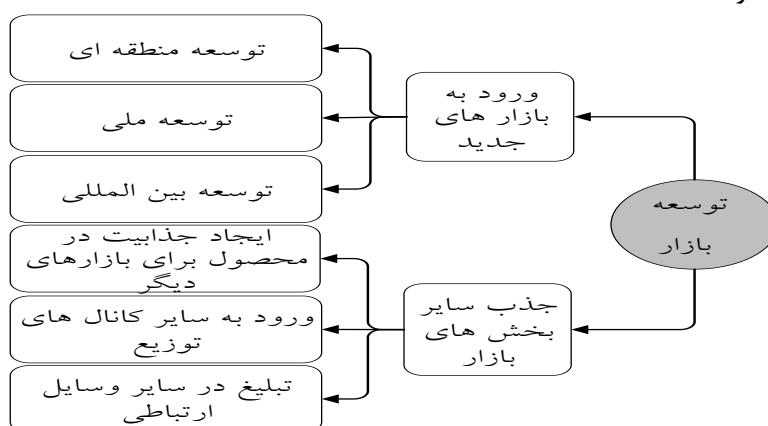 توسعه
بازار
ورود به
بازار های
جدید
توسعه منطقه ای
توسعه ملی
توسعه بین المللی
جذب سایر
بخش های
بازار
ایجاد جذابیت در
محصول برای بازارهای
دیگر
ورود به سایر کانال های
توزیع
تبلیغ در سایر وسایل
ارتباطی